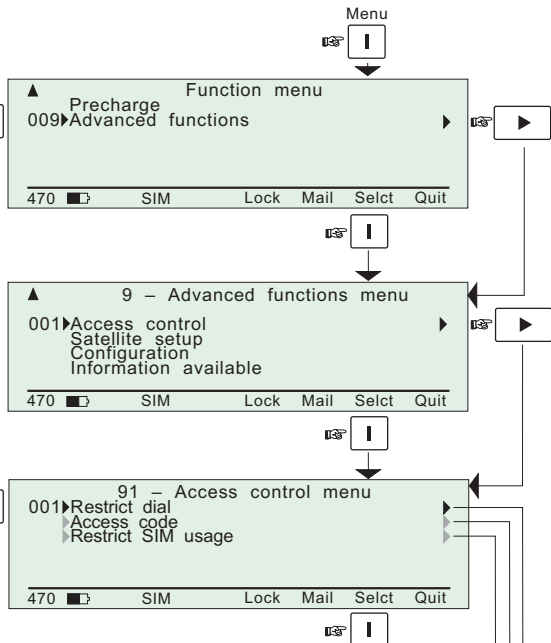 Menu
I
Function menu
Precharge
009 Advanced functions
470 SIM Lock Mail Selct Quit
I
9 – Advanced functions menu
001 Access control
Satellite setup
Configuration
Information available
470 SIM Lock Mail Selct Quit
I
91 – Access control menu
001 Restrict dial
Access code
Restrict SIM usage
470 SIM Lock Mail Selct Quit
I